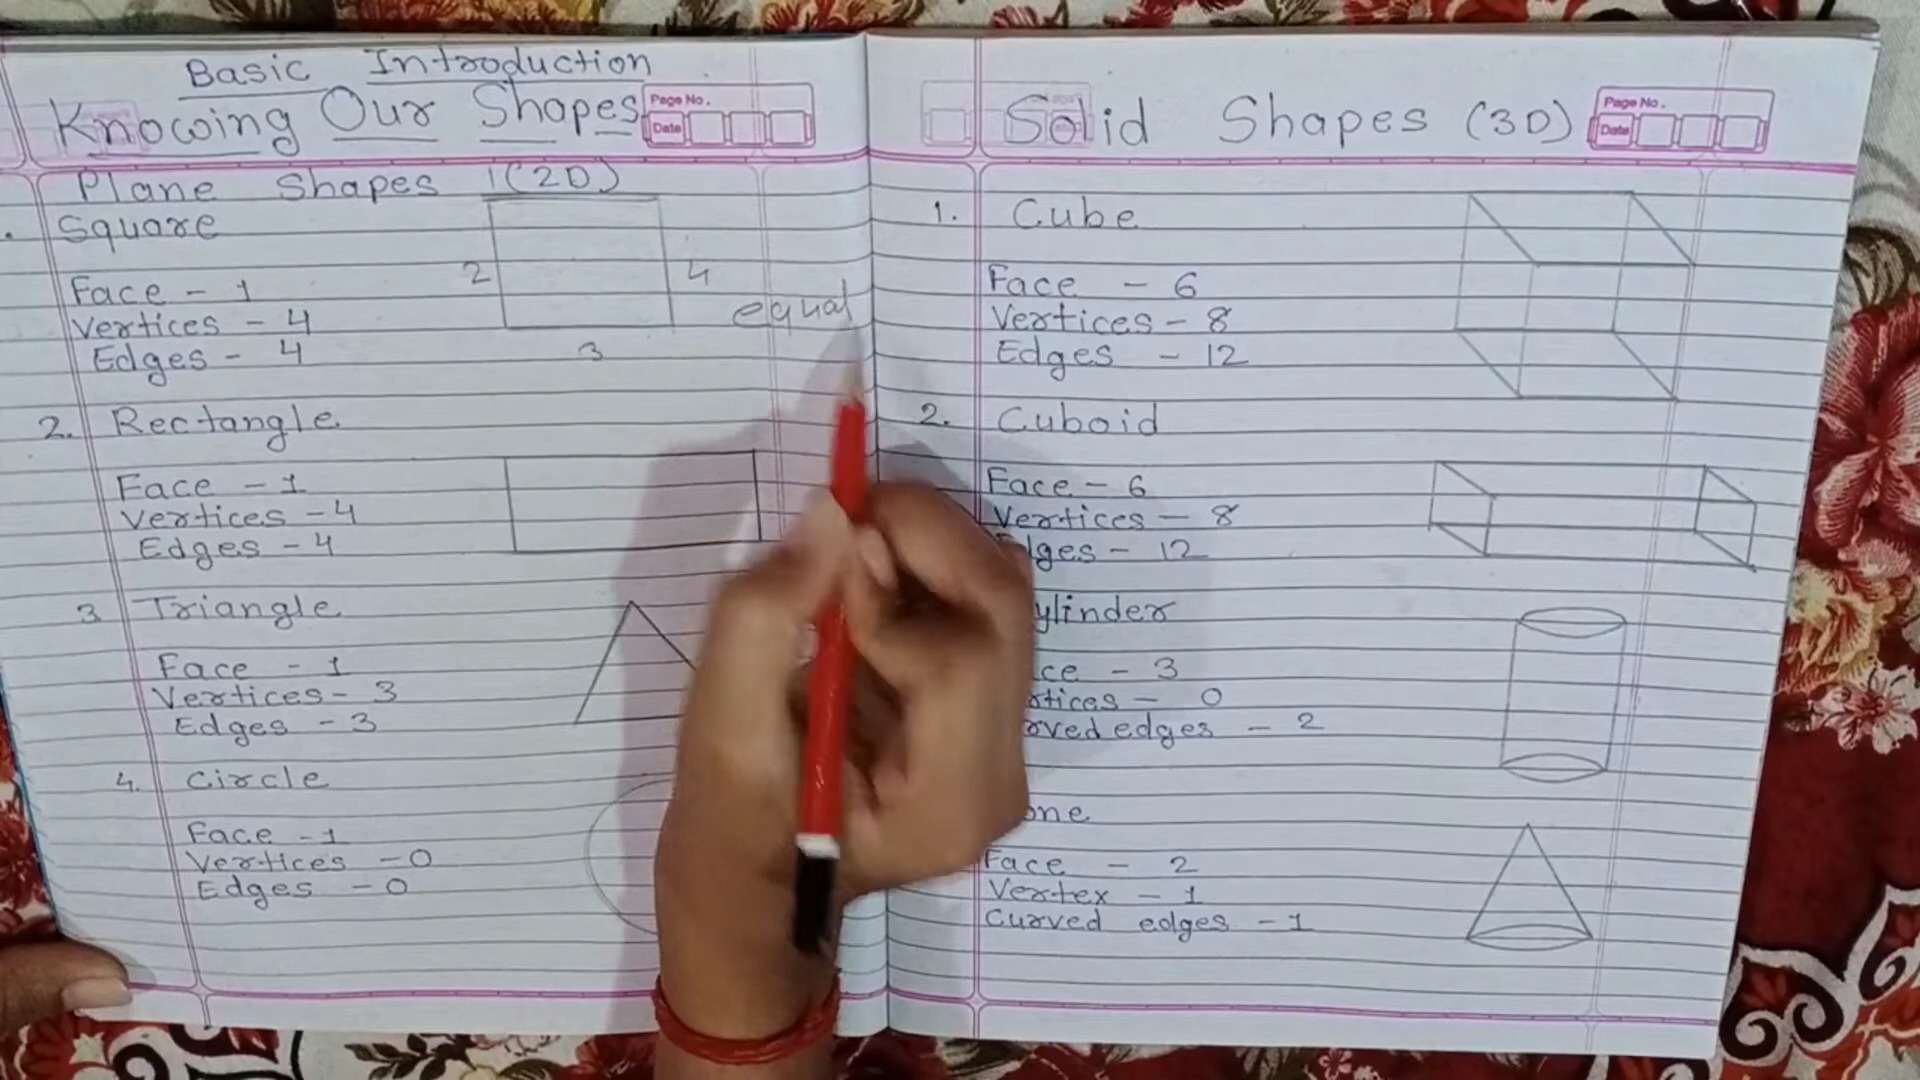 Basic Introduction
Knowing Our Shapes
Page No.
Date
Plane Shapes (2D)
1
Square
2
4
Face - 1
equal
Vertices - 4
Edges - 4
3
2. Rectangle
Face - 1
Vertices - 4
Edges - 4
3. Triangle
Face - 1
Vertices - 3
Edges - 3
4. Circle
Face - 1
Vertices - 0
Edges - 0
Solid Shapes (3D)
Page No.
Date
1. Cube
Face - 6
Vertices - 8
Edges - 12
2. Cuboid
Face - 6
Vertices - 8
dges - 12
ylinder
ce - 3
rtices - 0
rved edges - 2
one
Face - 2
Vertex - 1
Curved edges - 1